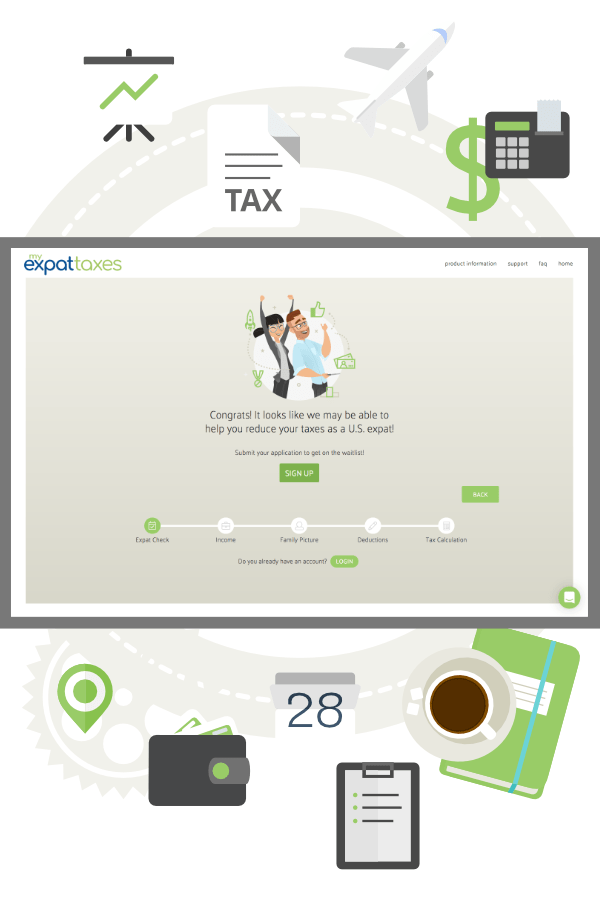 TAX
my
expattaxes
product information support faq home
Congrats! It looks like we may be able to
help you reduce your taxes as a U.S. expat!
Submit your application to get on the waitlist!
SIGN UP
BACK
Expat Check Income Family Picture Deductions Tax Calculation
Do you already have an account? LOGIN
28